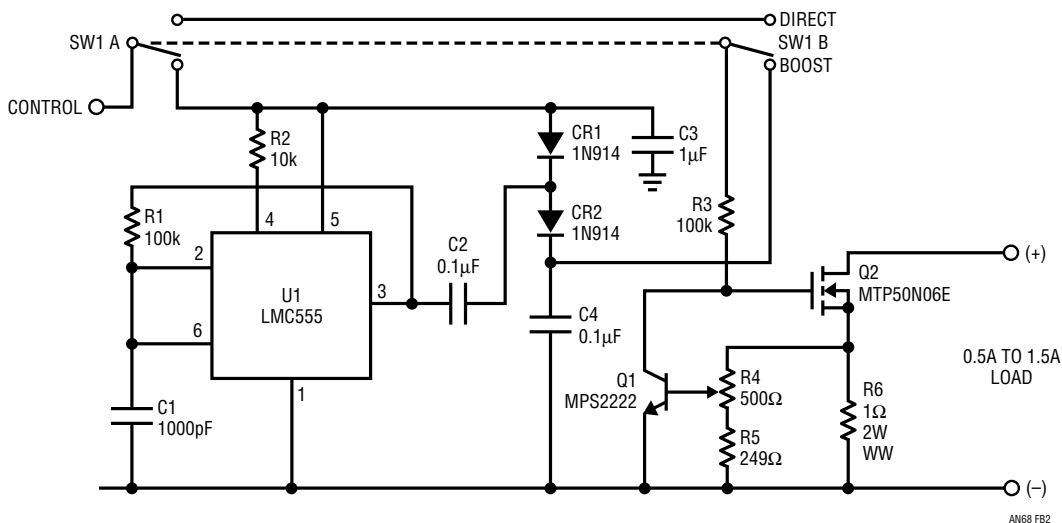 DIRECT
SW1 A
SW1 B
BOOST
CONTROL
R2
10k
CR1
1N914
C3
1µF
R1
100k
4
5
CR2
1N914
R3
100k
2
C2
0.1µF
(+)
Q2
MTP50N06E
U1
LMC555
3
6
C4
0.1µF
0.5A TO 1.5A
LOAD
Q1
MPS2222
R4
500Ω
R6
1Ω
2W
WW
1
C1
1000pF
R5
249Ω
(–)
AN68 FB2